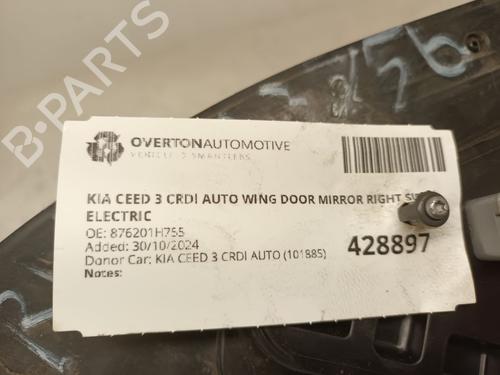 B-PARTS
OVERTONAUTOMOTIVE
VEHICLE DISMANTLERS
KIA CEED 3 CRDI AUTO WING DOOR MIRROR RIGHT
ELECTRIC
OE: 876201H755
Added: 30/10/2024
Donor Car: KIA CEED 3 CRDI AUTO (101885)
Notes:
428897